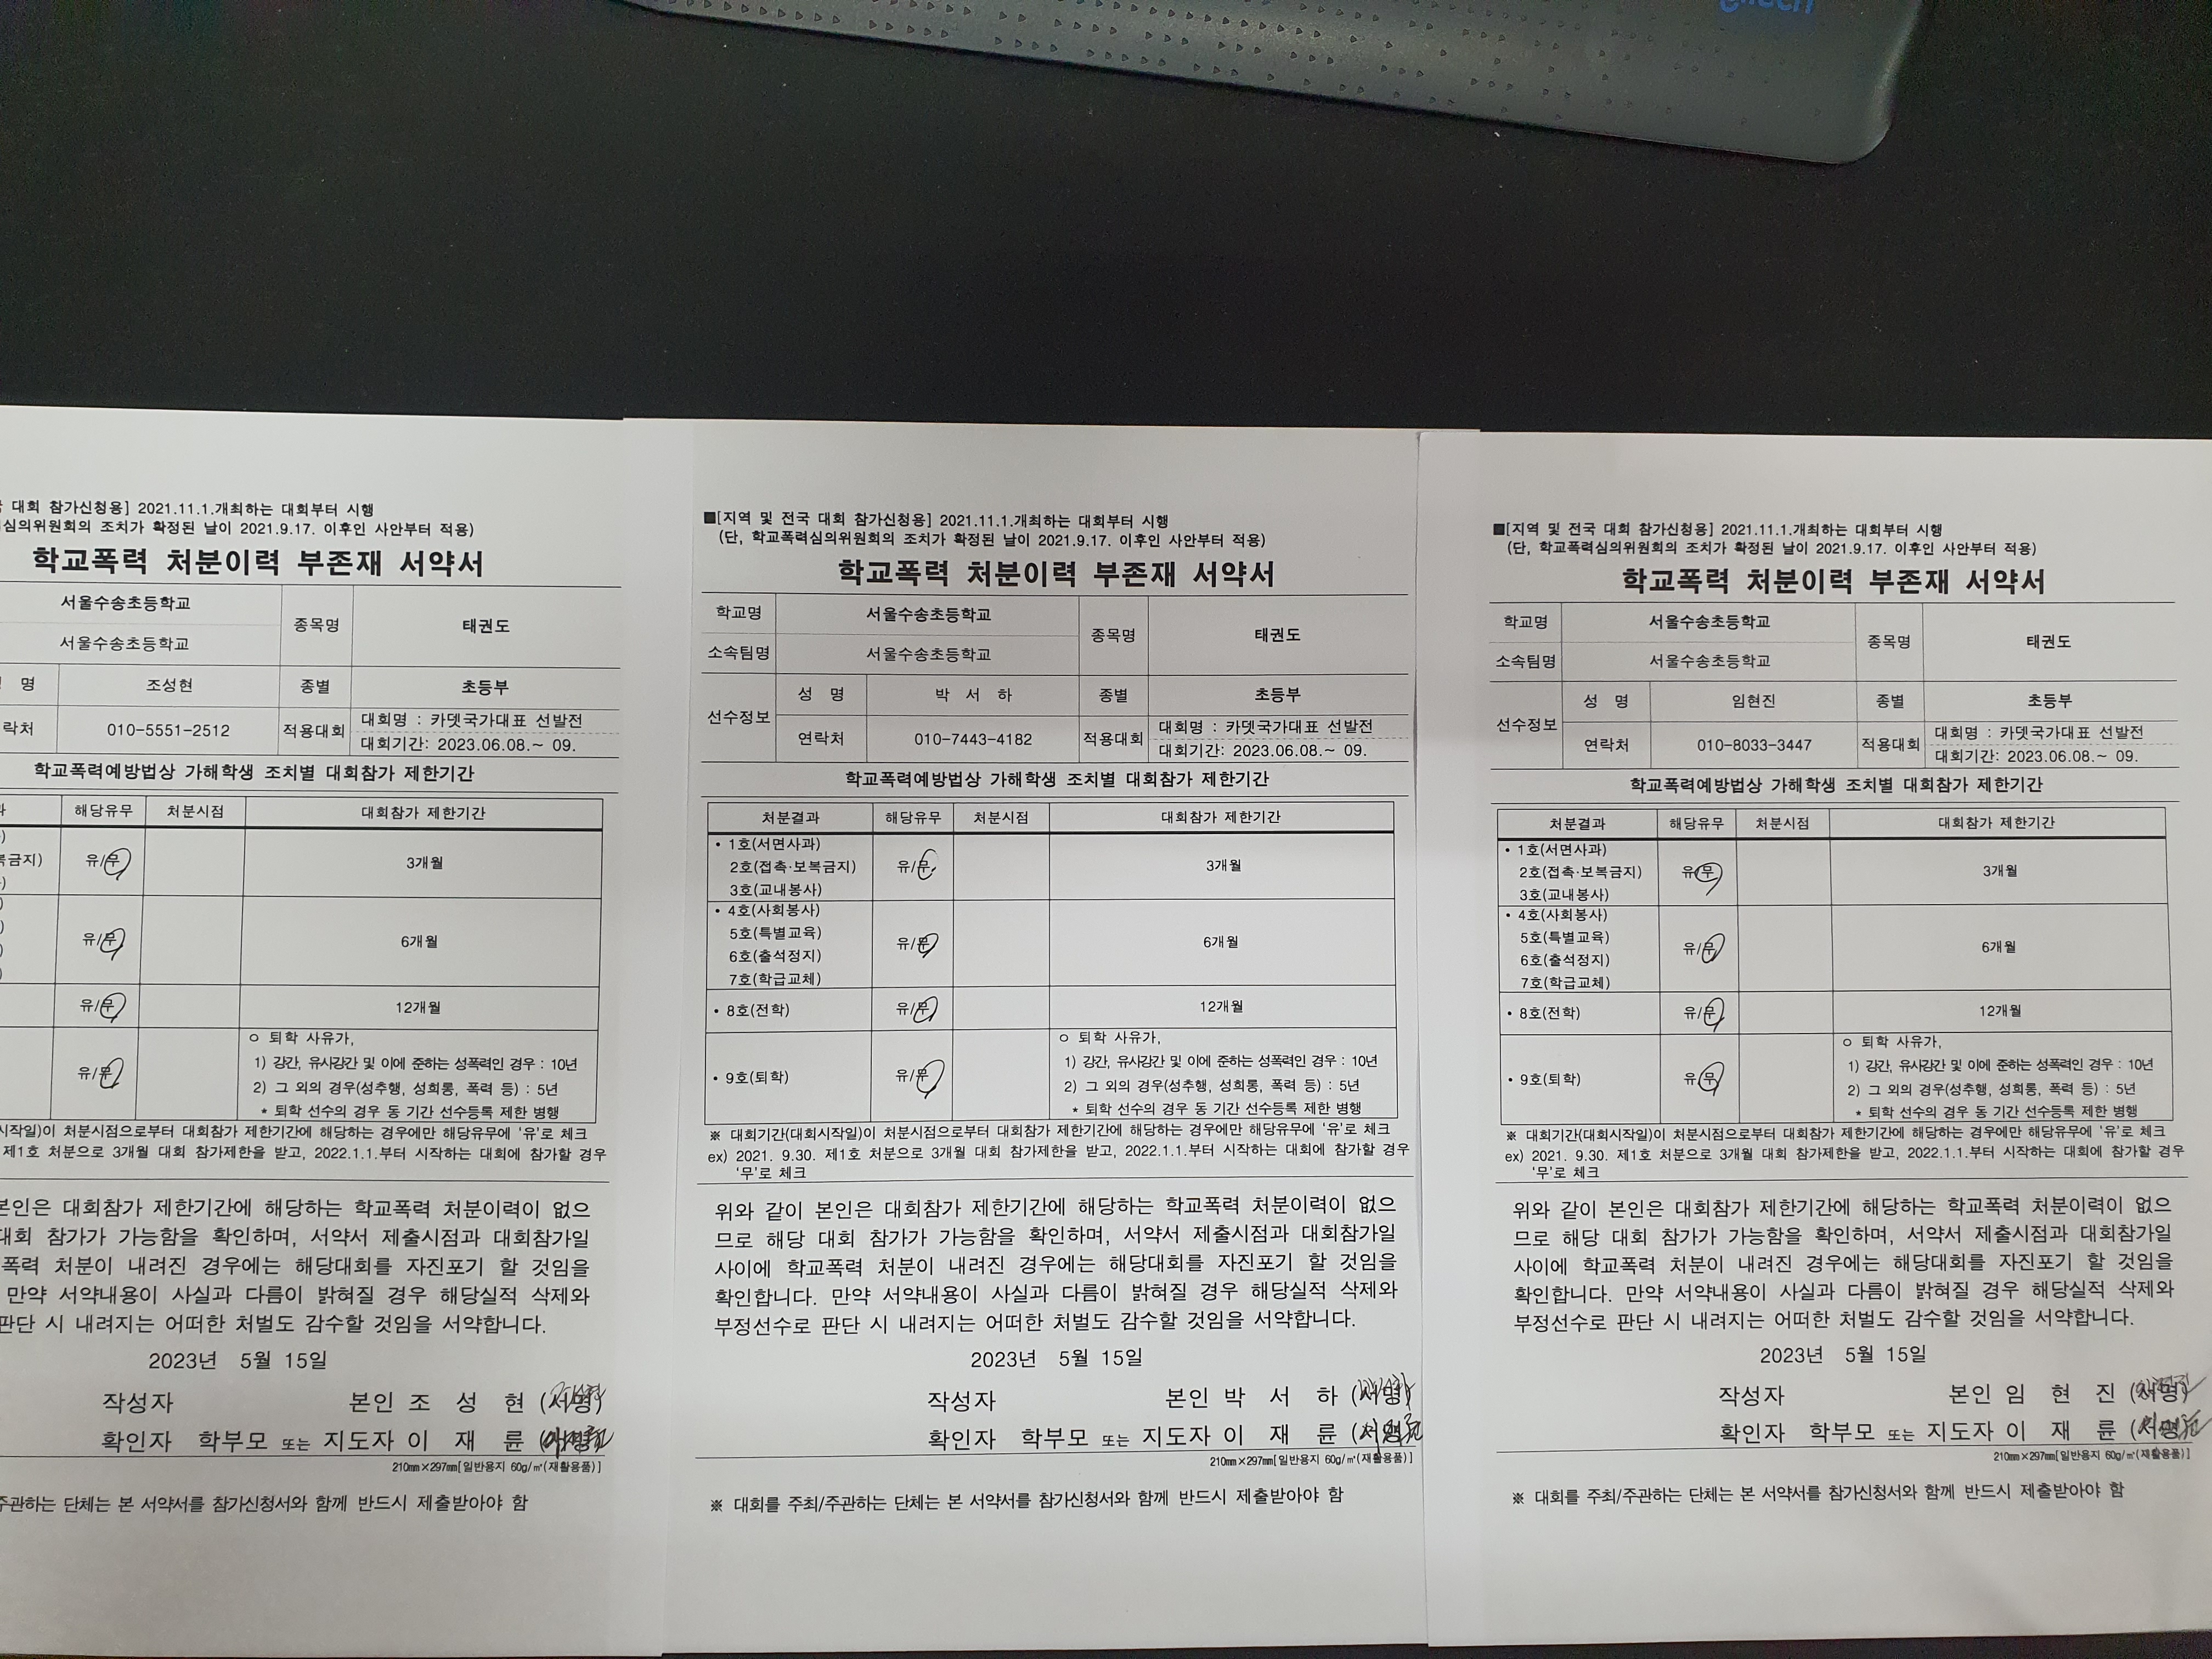 대회 참가신청용] 2021.11.1.개최하는 대회부터 시행
심의위원회의 조치가 확정된 날이 2021.9.17. 이후인 사안부터 적용)
학교폭력 처분이력 부존재 서약서
서울수송초등학교
종목명 태권도
서울수송초등학교
명 조성현 종별 초등부
락처 010-5551-2512 적용대회 대회명 : 카뎃국가대표 선발전
대회기간: 2023.06.08.~ 09.
학교폭력예방법상 가해학생 조치별 대회참가 제한기간
해당유무 처분시점 대회참가 제한기간
복금지) 유/무 3개월
유/무 6개월
유/무 12개월
유/무
ㅇ 퇴학 사유가,
1) 강간, 유사강간 및 이에 준하는 성폭력인 경우 : 10년
2) 그 외의 경우(성추행, 성희롱, 폭력 등) : 5년
* 퇴학 선수의 경우 동 기간 선수등록 제한 병행
시작일)이 처분시점으로부터 대회참가 제한기간에 해당하는 경우에만 해당유무에 '유'로 체크
제1호 처분으로 3개월 대회 참가제한을 받고, 2022.1.1.부터 시작하는 대회에 참가할 경우
본인은 대회참가 제한기간에 해당하는 학교폭력 처분이력이 없으
대회 참가가 가능함을 확인하며, 서약서 제출시점과 대회참가일
폭력 처분이 내려진 경우에는 해당대회를 자진포기 할 것임을
만약 서약내용이 사실과 다름이 밝혀질 경우 해당실적 삭제와
판단 시 내려지는 어떠한 처벌도 감수할 것임을 서약합니다.
2023년 5월 15일
작성자 본인 조 성 현 (서명)
확인자 학부모 또는 지도자 이 재 륜 (서명)
210mm×297mm[일반용지 60g/㎡(재활용품)]
주관하는 단체는 본 서약서를 참가신청서와 함께 반드시 제출받아야 함
■[지역 및 전국 대회 참가신청용] 2021.11.1.개최하는 대회부터 시행
(단, 학교폭력심의위원회의 조치가 확정된 날이 2021.9.17. 이후인 사안부터 적용)
학교폭력 처분이력 부존재 서약서
학교명 서울수송초등학교
종목명 태권도
소속팀명 서울수송초등학교
선수정보 성 명 박 서 하 종별 초등부
연락처 010-7443-4182 적용대회 대회명 : 카뎃국가대표 선발전
대회기간: 2023.06.08.~ 09.
학교폭력예방법상 가해학생 조치별 대회참가 제한기간
처분결과 해당유무 처분시점 대회참가 제한기간
• 1호(서면사과)
2호(접촉·보복금지) 유/무 3개월
3호(교내봉사)
• 4호(사회봉사)
5호(특별교육) 유/무 6개월
6호(출석정지)
7호(학급교체)
• 8호(전학) 유/무 12개월
• 9호(퇴학) 유/무
ㅇ 퇴학 사유가,
1) 강간, 유사강간 및 이에 준하는 성폭력인 경우 : 10년
2) 그 외의 경우(성추행, 성희롱, 폭력 등) : 5년
* 퇴학 선수의 경우 동 기간 선수등록 제한 병행
※ 대회기간(대회시작일)이 처분시점으로부터 대회참가 제한기간에 해당하는 경우에만 해당유무에 '유'로 체크
ex) 2021. 9.30. 제1호 처분으로 3개월 대회 참가제한을 받고, 2022.1.1.부터 시작하는 대회에 참가할 경우
'무'로 체크
위와 같이 본인은 대회참가 제한기간에 해당하는 학교폭력 처분이력이 없으
므로 해당 대회 참가가 가능함을 확인하며, 서약서 제출시점과 대회참가일
사이에 학교폭력 처분이 내려진 경우에는 해당대회를 자진포기 할 것임을
확인합니다. 만약 서약내용이 사실과 다름이 밝혀질 경우 해당실적 삭제와
부정선수로 판단 시 내려지는 어떠한 처벌도 감수할 것임을 서약합니다.
2023년 5월 15일
작성자 본인 박 서 하 (서명)
확인자 학부모 또는 지도자 이 재 륜 (서명)
210mm×297mm[일반용지 60g/㎡(재활용품)]
※ 대회를 주최/주관하는 단체는 본 서약서를 참가신청서와 함께 반드시 제출받아야 함
■[지역 및 전국 대회 참가신청용] 2021.11.1.개최하는 대회부터 시행
(단, 학교폭력심의위원회의 조치가 확정된 날이 2021.9.17. 이후인 사안부터 적용)
학교폭력 처분이력 부존재 서약서
학교명 서울수송초등학교
종목명 태권도
소속팀명 서울수송초등학교
선수정보 성 명 임현진 종별 초등부
연락처 010-8033-3447 적용대회 대회명 : 카뎃국가대표 선발전
대회기간: 2023.06.08.~ 09.
학교폭력예방법상 가해학생 조치별 대회참가 제한기간
처분결과 해당유무 처분시점 대회참가 제한기간
• 1호(서면사과)
2호(접촉·보복금지) 유/무 3개월
3호(교내봉사)
• 4호(사회봉사)
5호(특별교육) 유/무 6개월
6호(출석정지)
7호(학급교체)
• 8호(전학) 유/무 12개월
• 9호(퇴학) 유/무
ㅇ 퇴학 사유가,
1) 강간, 유사강간 및 이에 준하는 성폭력인 경우 : 10년
2) 그 외의 경우(성추행, 성희롱, 폭력 등) : 5년
* 퇴학 선수의 경우 동 기간 선수등록 제한 병행
※ 대회기간(대회시작일)이 처분시점으로부터 대회참가 제한기간에 해당하는 경우에만 해당유무에 '유'로 체크
ex) 2021. 9.30. 제1호 처분으로 3개월 대회 참가제한을 받고, 2022.1.1.부터 시작하는 대회에 참가할 경우
'무'로 체크
위와 같이 본인은 대회참가 제한기간에 해당하는 학교폭력 처분이력이 없으
므로 해당 대회 참가가 가능함을 확인하며, 서약서 제출시점과 대회참가일
사이에 학교폭력 처분이 내려진 경우에는 해당대회를 자진포기 할 것임을
확인합니다. 만약 서약내용이 사실과 다름이 밝혀질 경우 해당실적 삭제와
부정선수로 판단 시 내려지는 어떠한 처벌도 감수할 것임을 서약합니다.
2023년 5월 15일
작성자 본인 임 현 진 (서명)
확인자 학부모 또는 지도자 이 재 륜 (서명)
210mm×297mm[일반용지 60g/㎡(재활용품)]
※ 대회를 주최/주관하는 단체는 본 서약서를 참가신청서와 함께 반드시 제출받아야 함